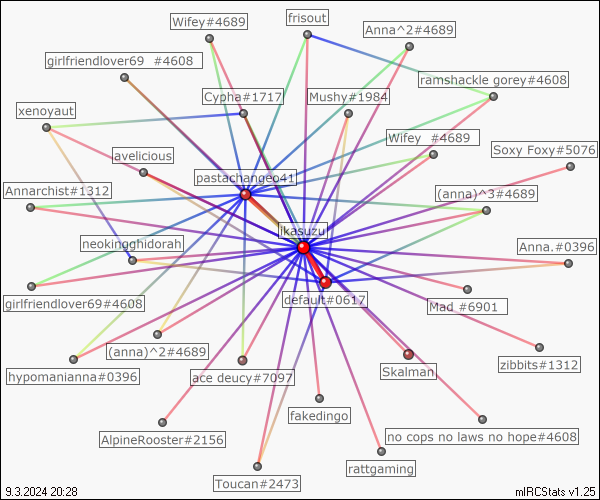 Wifey#4689
frisout
Anna^2#4689
girlfriendlover69 #4608
ramshackle gorey#4608
Cypha#1717
Mushy#1984
xenoyaut
Wifey #4689
Soxy Foxy#5076
avelicious
pastachangeo41
Annarchist#1312
(anna)^3#4689
ikasuzu
neokingghidorah
Anna.#0396
girlfriendlover69#4608
default#0617
Mad_#6901
(anna)^2#4689
zibbits#1312
hypomanianna#0396
ace deucy#7097
Skalman
fakedingo
AlpineRooster#2156
no cops no laws no hope#4608
rattgaming
Toucan#2473
9.3.2024 20:28
mIRCStats v1.25